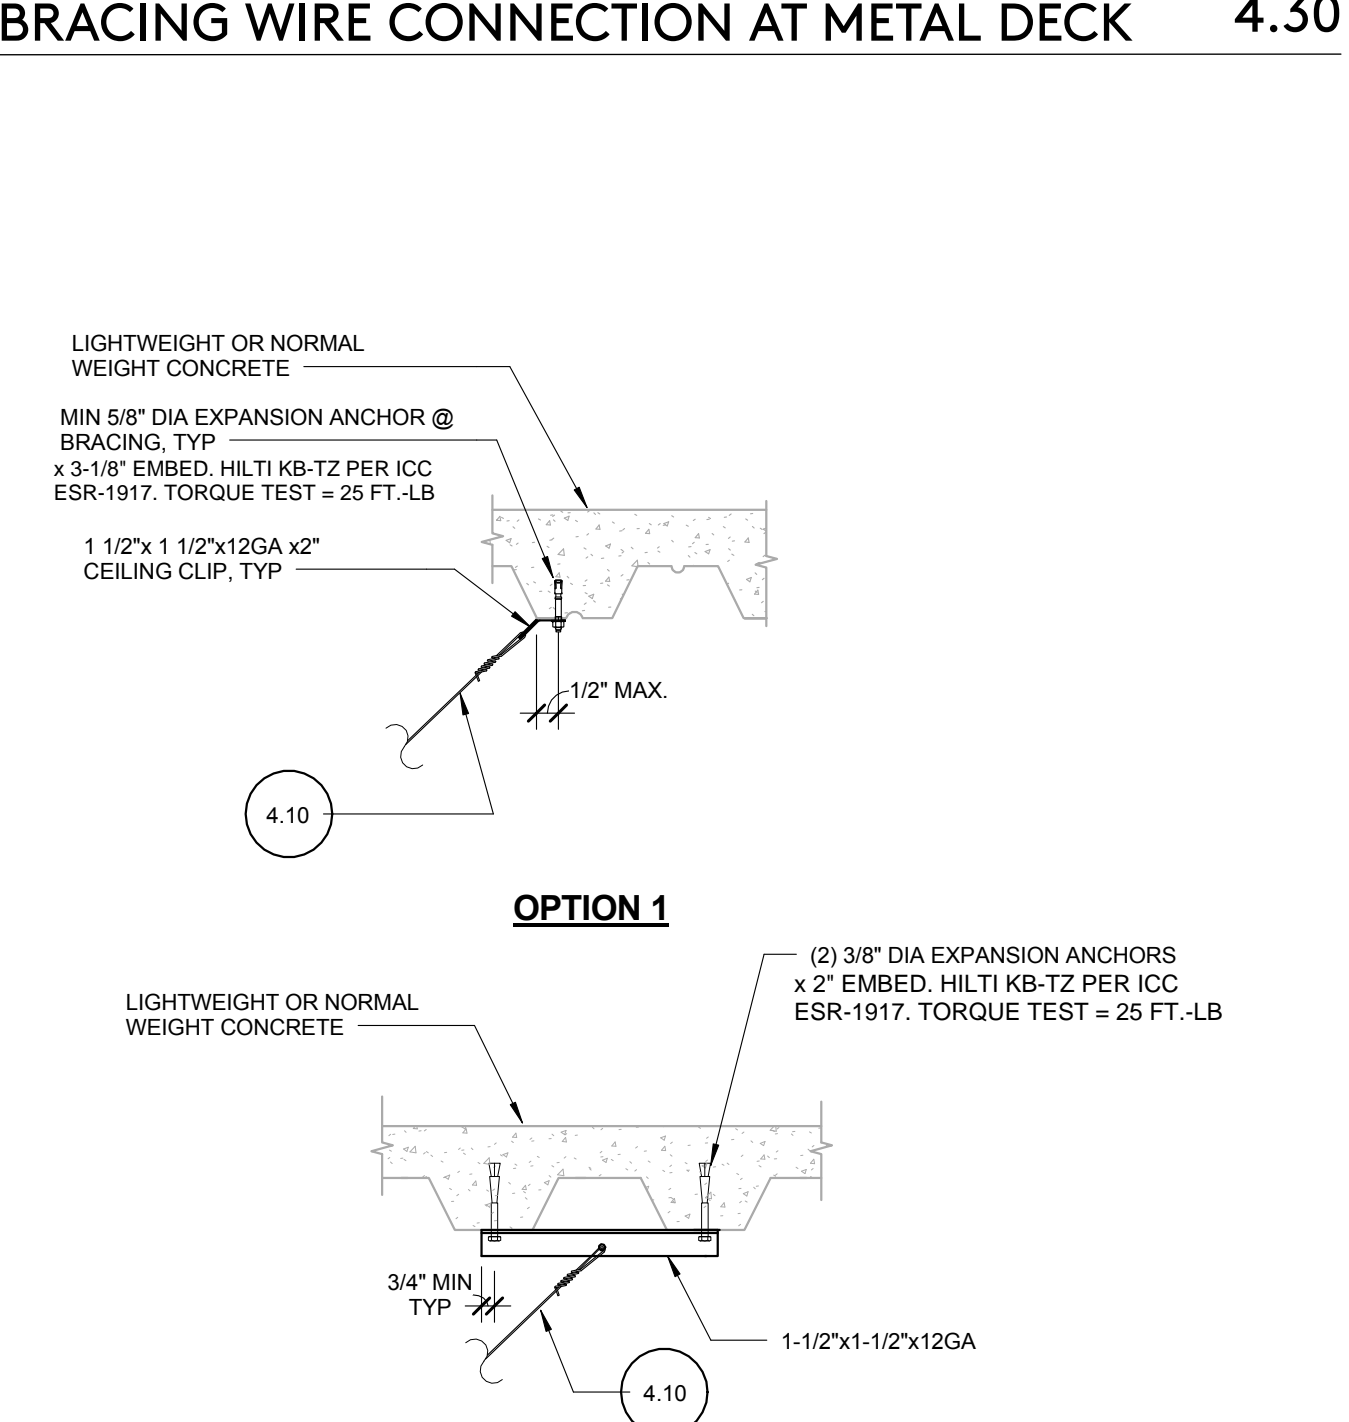 BRACING WIRE CONNECTION AT METAL DECK 4.30
LIGHTWEIGHT OR NORMAL
WEIGHT CONCRETE
MIN 5/8" DIA EXPANSION ANCHOR @
BRACING, TYP
x 3-1/8" EMBED. HILTI KB-TZ PER ICC
ESR-1917. TORQUE TEST = 25 FT.-LB
1 1/2"x 1 1/2"x12GA x2"
CEILING CLIP, TYP
1/2" MAX.
4.10
OPTION 1
(2) 3/8" DIA EXPANSION ANCHORS
x 2" EMBED. HILTI KB-TZ PER ICC
ESR-1917. TORQUE TEST = 25 FT.-LB
LIGHTWEIGHT OR NORMAL
WEIGHT CONCRETE
3/4" MIN
TYP
1-1/2"x1-1/2"x12GA
4.10